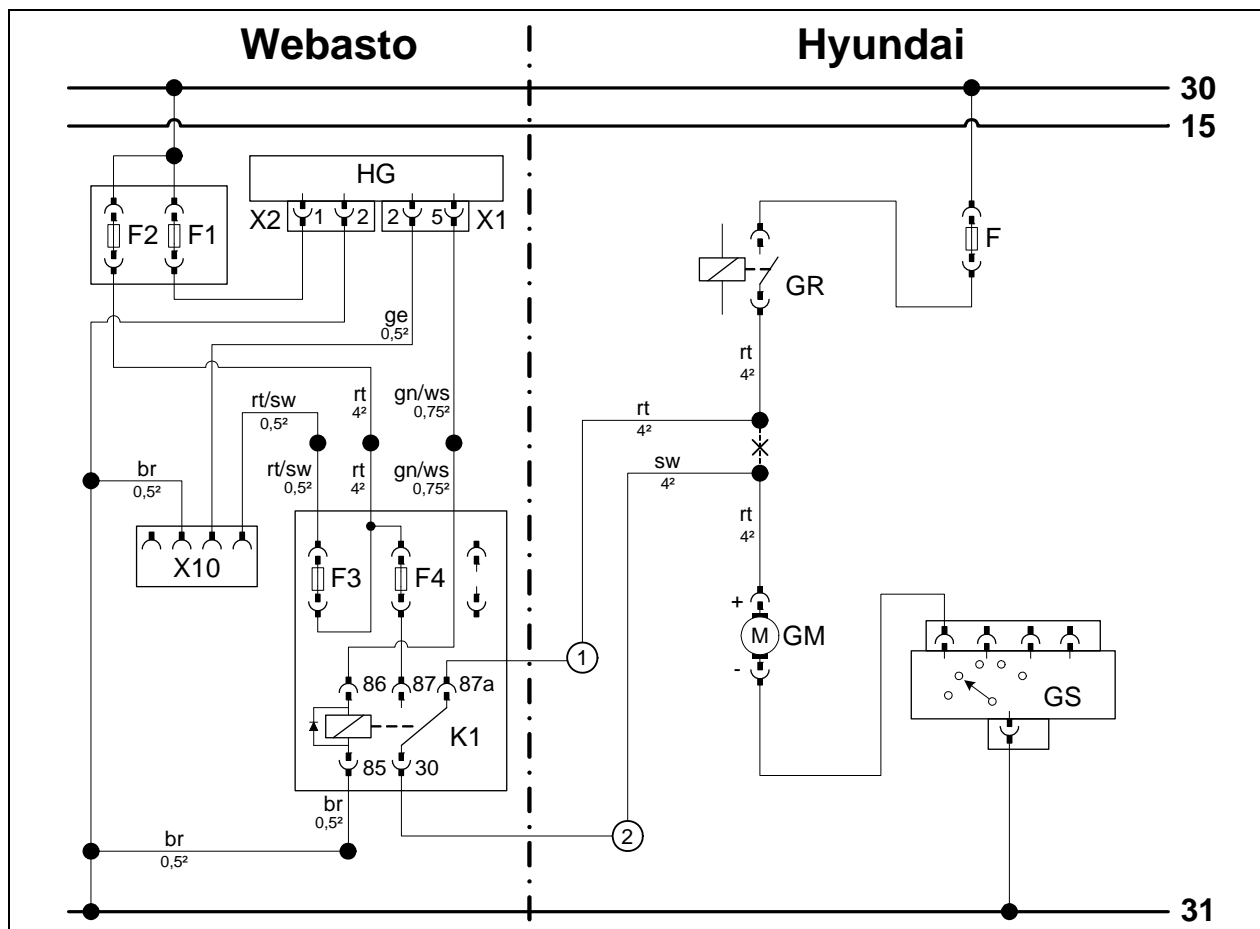 Webasto
Hyundai
30
15
HG
X2
1
2
2
5
X1
F2
F1
F
GR
ge
0,5²
rt
4²
rt/sw
0,5²
rt
4²
gn/ws
0,75²
rt
4²
br
0,5²
rt/sw
0,5²
rt
4²
gn/ws
0,75²
sw
4²
rt
4²
X10
F3
F4
+
M
GM
-
1
86
87
87a
GS
K1
85
30
br
0,5²
2
br
0,5²
31